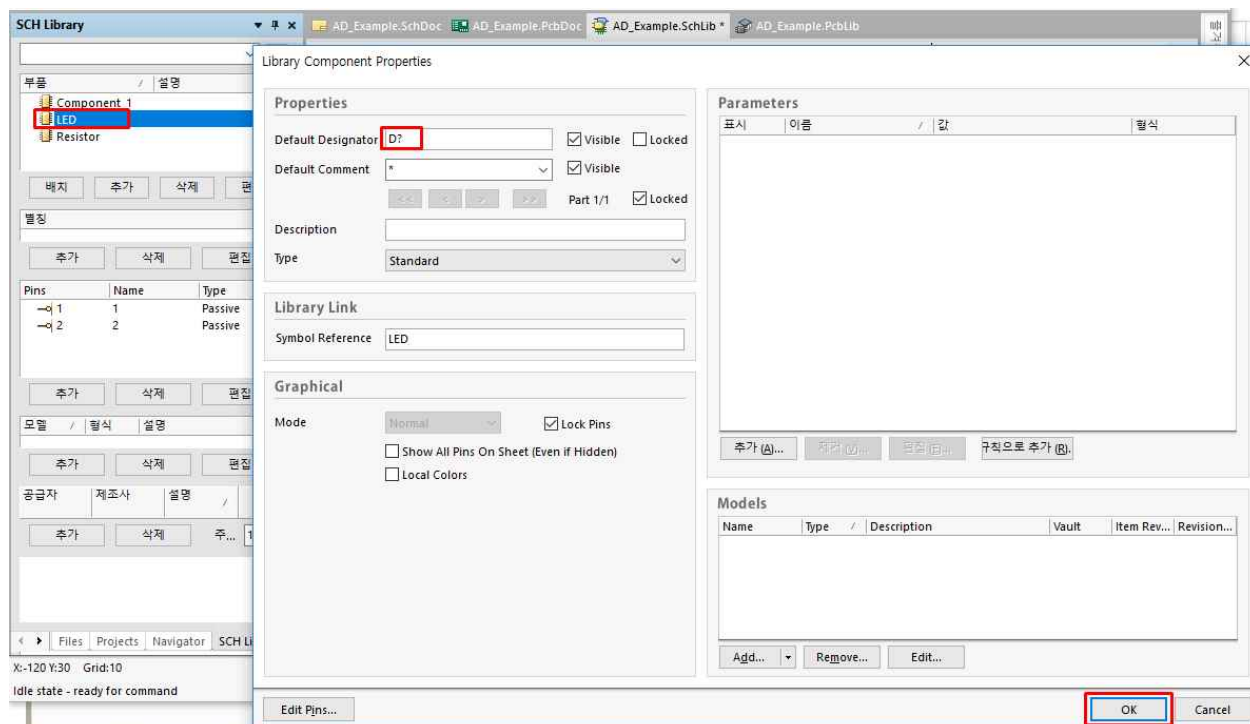 SCH Library
AD_Example.SchDoc AD_Example.PcbDoc AD_Example.SchLib * AD_Example.PcbLib
Library Component Properties
부품 / 설명
Component_1
LED
Resistor
배치 추가 삭제 편
별칭
추가 삭제 편집
Pins Name Type
1 1 Passive
2 2 Passive
추가 삭제 편집
모델 / 형식 설명
추가 삭제 편집
공급자 제조사 설명 /
추가 삭제 주... 1
< > Files Projects Navigator SCH Li
X:-120 Y:30 Grid:10
Idle state - ready for command
Properties
Default Designator D? Visible Locked
Default Comment * Visible
<< < > >> Part 1/1 Locked
Description
Type Standard
Library Link
Symbol Reference LED
Graphical
Mode Normal Lock Pins
Show All Pins On Sheet (Even if Hidden)
Local Colors
Parameters
표시 이름 / 값 형식
추가 (A)... 편집 (E)... 규칙으로 추가 (R).
Models
Name Type / Description Vault Item Rev... Revision...
Add... Remove... Edit...
Edit Pins... OK Cancel